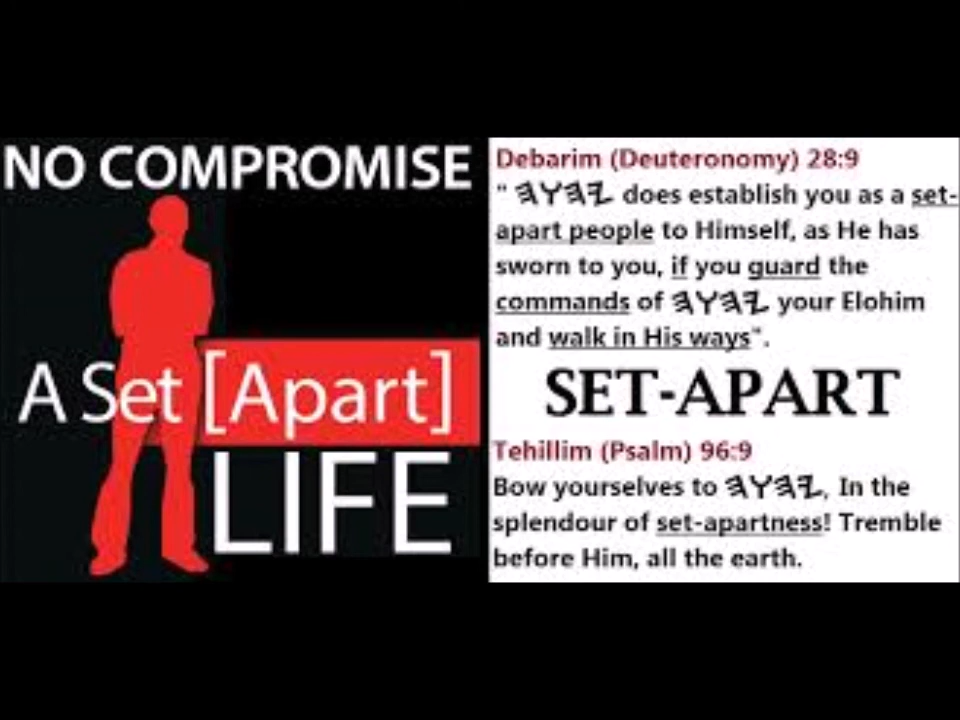 NO COMPROMISE
A Set [Apart]
LIFE
Debarim (Deuteronomy) 28:9
" 𐤉𐤄𐤅𐤄 does establish you as a set-
apart people to Himself, as He has
sworn to you, if you guard the
commands of 𐤉𐤄𐤅𐤄 your Elohim
and walk in His ways".
SET-APART
Tehillim (Psalm) 96:9
Bow yourselves to 𐤉𐤄𐤅𐤄, In the
splendour of set-apartness! Tremble
before Him, all the earth.